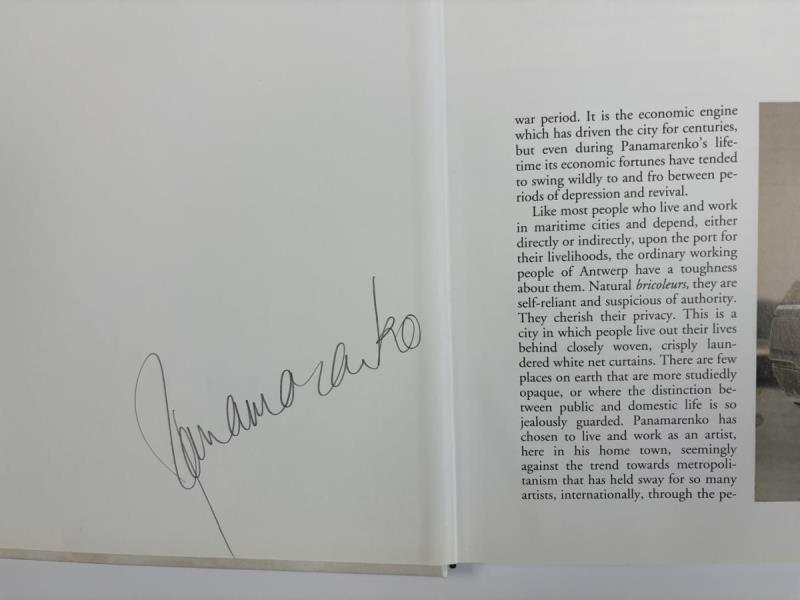 Panamarenko
war period. It is the economic engine
which has driven the city for centuries,
but even during Panamarenko's life-
time its economic fortunes have tended
to swing wildly to and fro between pe-
riods of depression and revival.
Like most people who live and work
in maritime cities and depend, either
directly or indirectly, upon the port for
their livelihoods, the ordinary working
people of Antwerp have a toughness
about them. Natural bricoleurs, they are
self-reliant and suspicious of authority.
They cherish their privacy. This is a
city in which people live out their lives
behind closely woven, crisply laun-
dered white net curtains. There are few
places on earth that are more studiedly
opaque, or where the distinction be-
tween public and domestic life is so
jealously guarded. Panamarenko has
chosen to live and work as an artist,
here in his home town, seemingly
against the trend towards metropoli-
tanism that has held sway for so many
artists, internationally, through the pe-